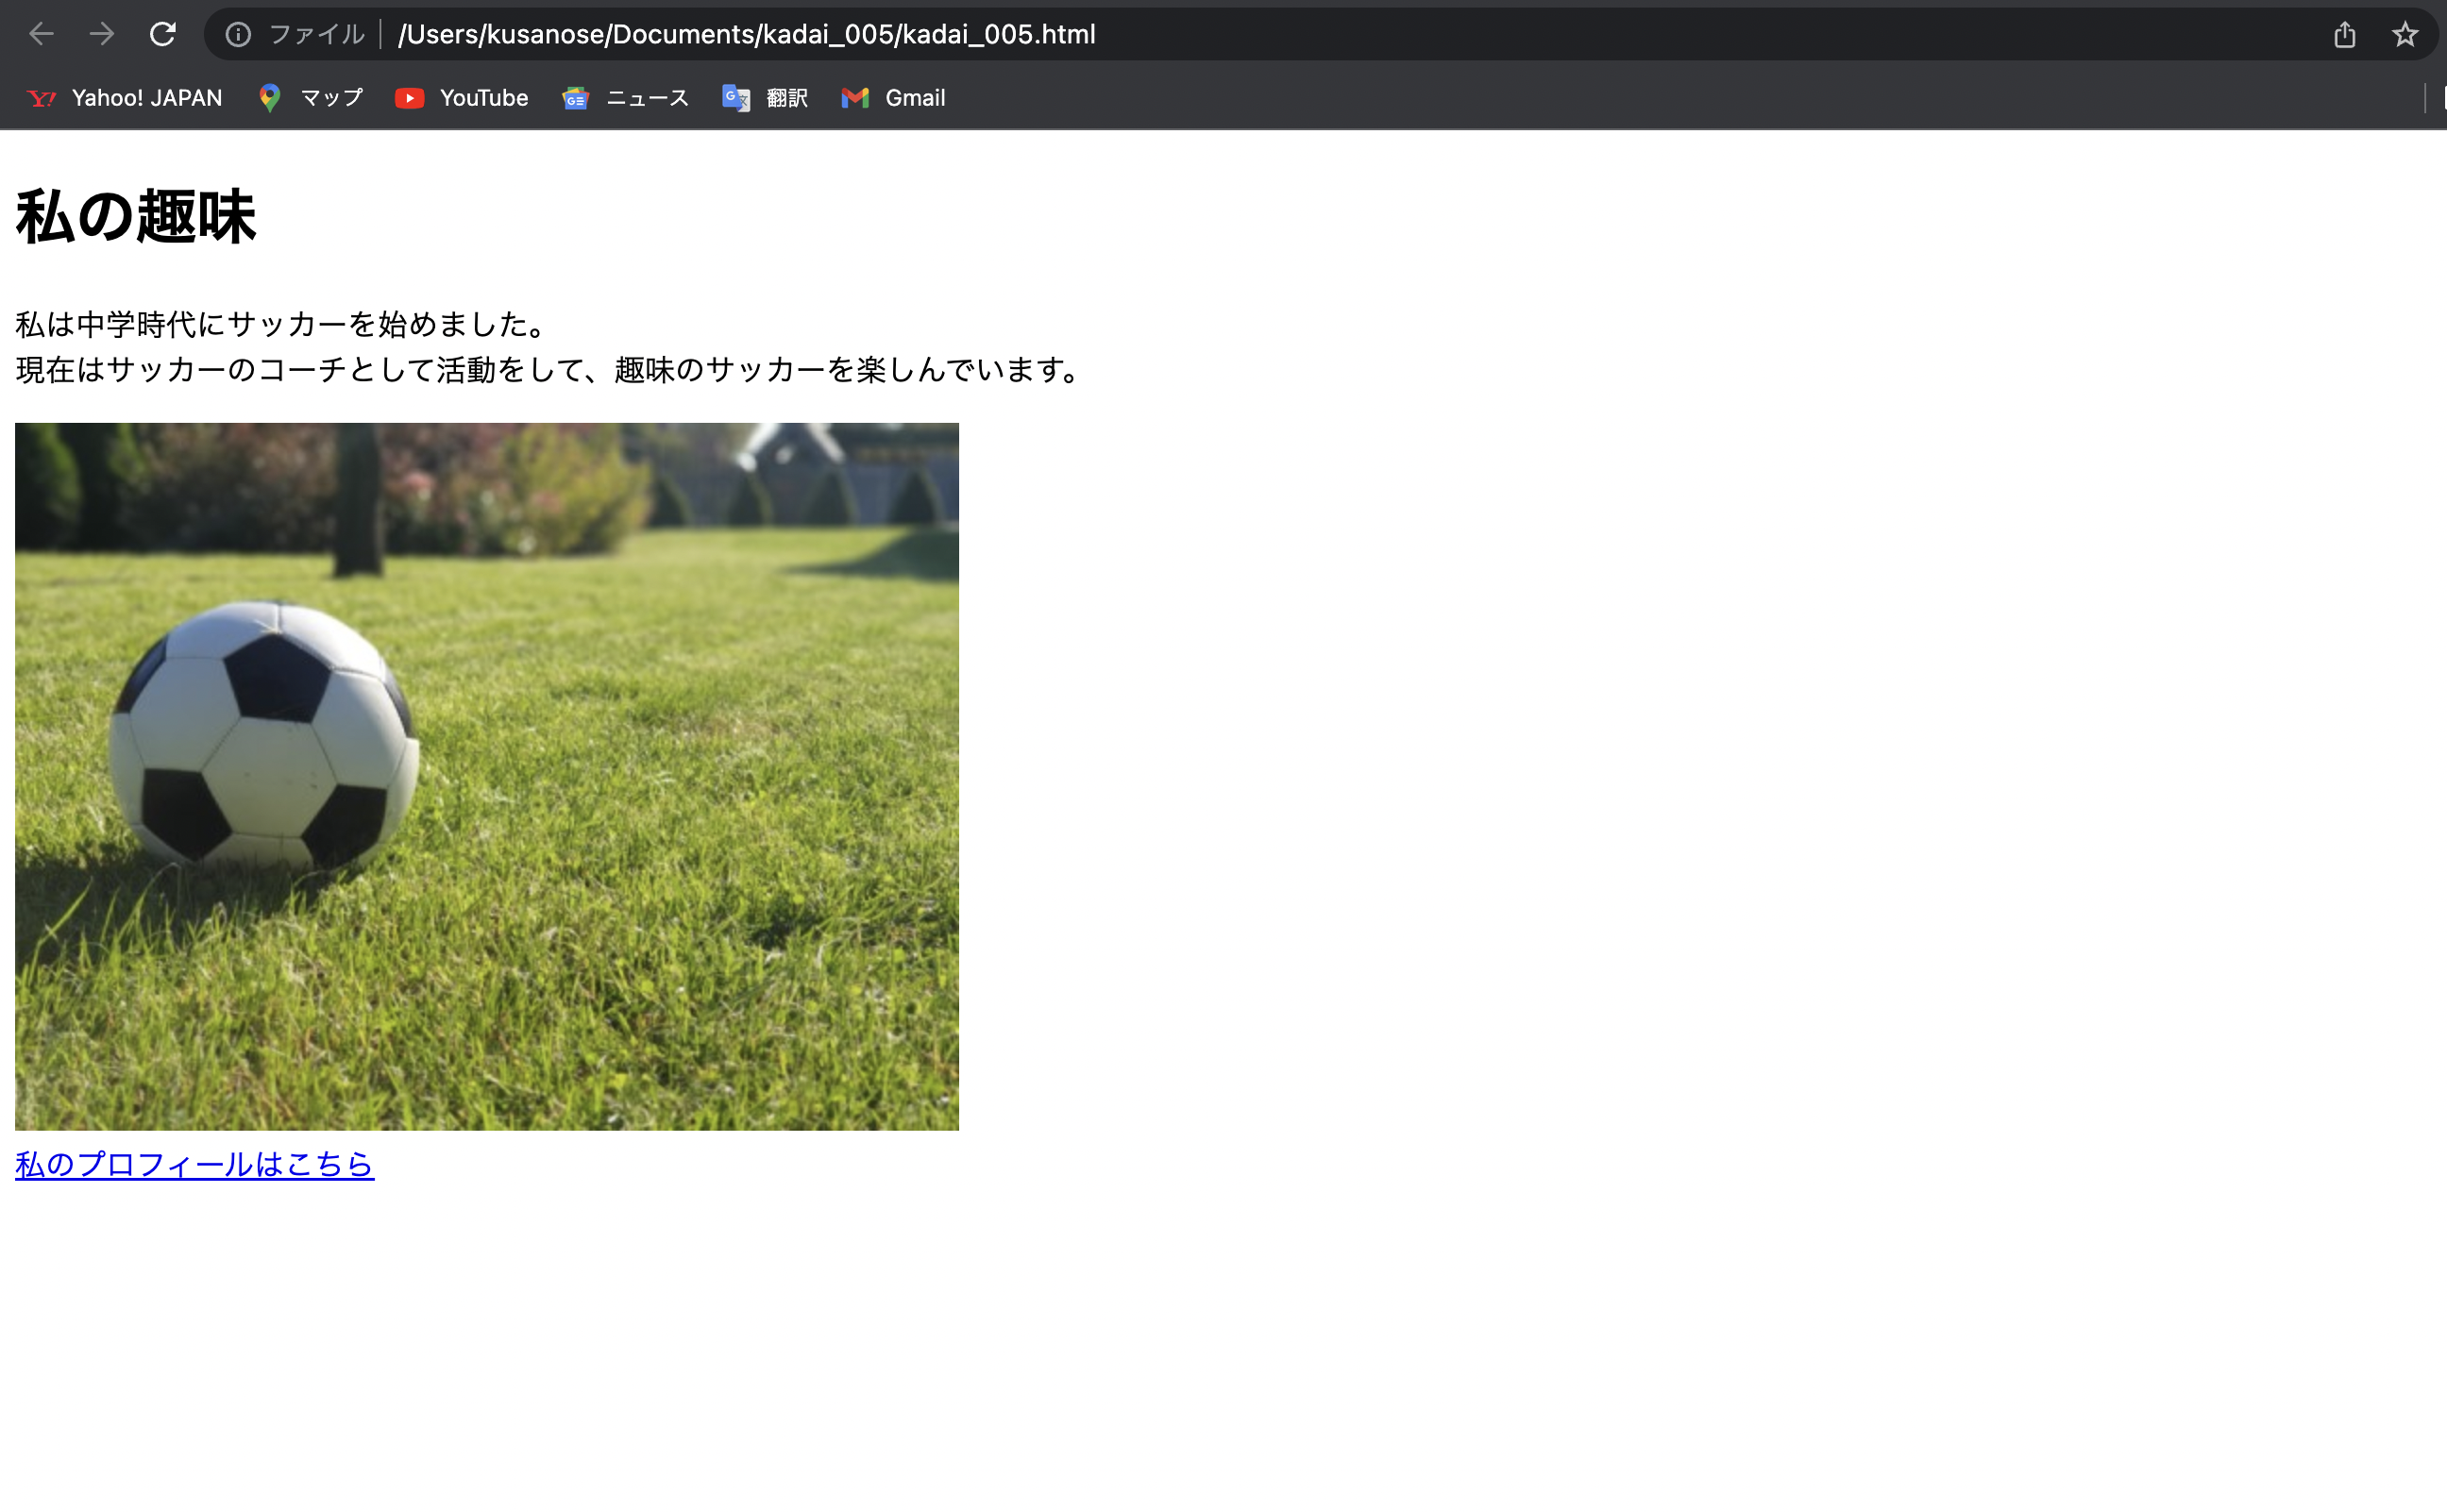 ファイル /Users/kusanose/Documents/kadai_005/kadai_005.html
Yahoo! JAPAN マップ YouTube ニュース 翻訳 Gmail
私の趣味
私は中学時代にサッカーを始めました。
現在はサッカーのコーチとして活動をして、趣味のサッカーを楽しんでいます。
私のプロフィールはこちら